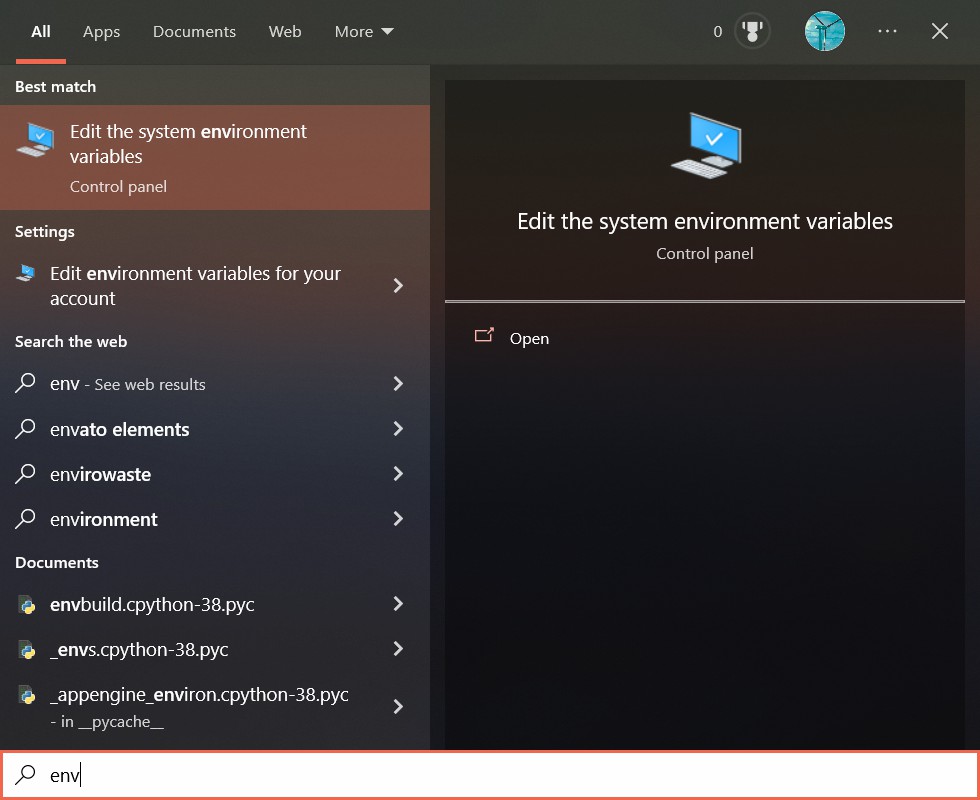 All Apps Documents Web More 0 ...
Best match
Edit the system environment
variables
Control panel
Settings
Edit environment variables for your
account
Search the web
env - See web results
envato elements
envirowaste
environment
Documents
envbuild.cpython-38.pyc
_envs.cpython-38.pyc
_appengine_environ.cpython-38.pyc
- in __pycache__
Edit the system environment variables
Control panel
Open
env